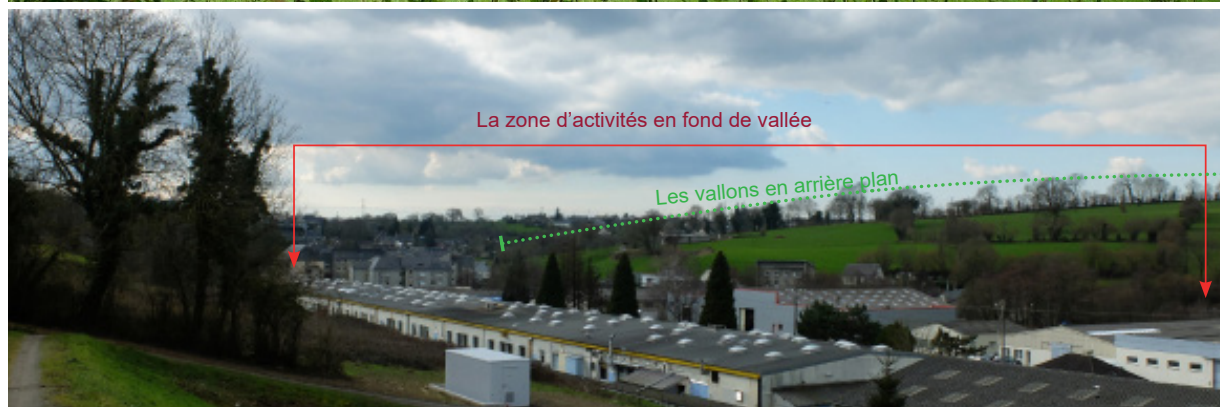 La zone d’activités en fond de vallée
Les vallons en arrière plan